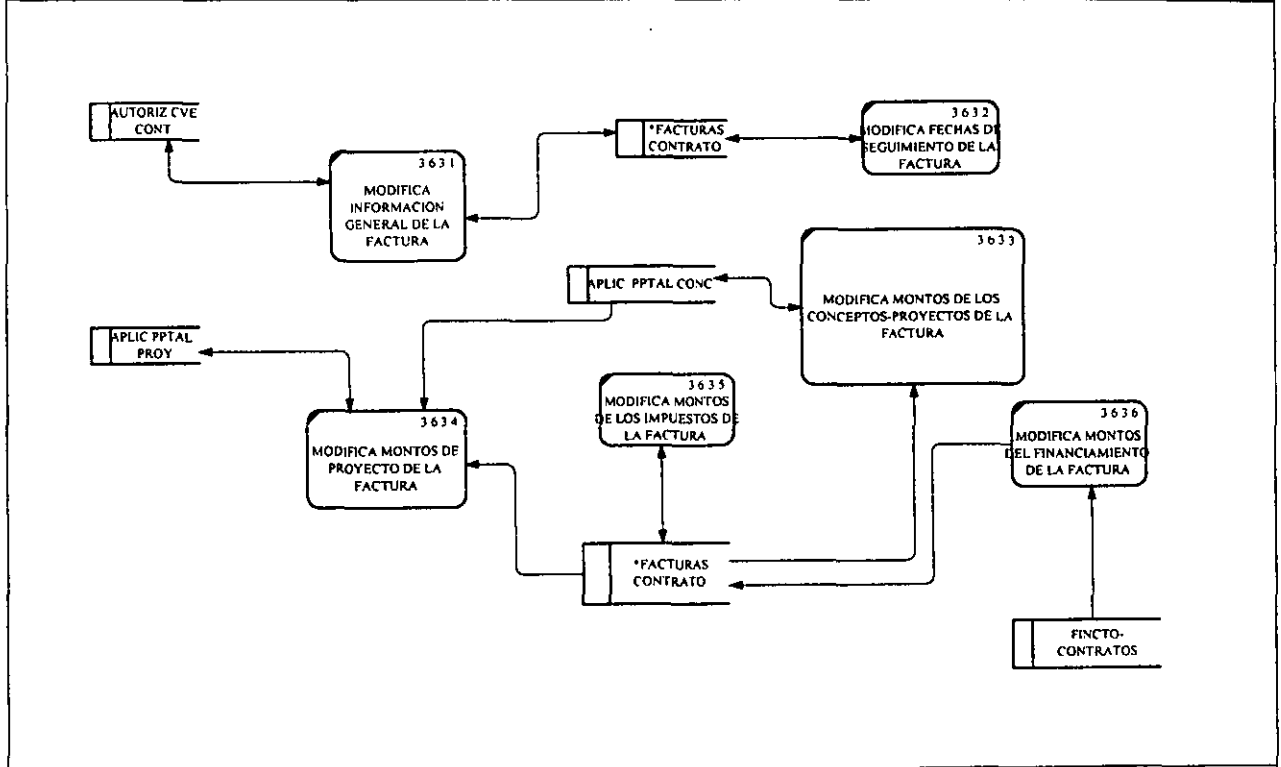 AUTORIZ CVE
CONT
3631
MODIFICA
INFORMACION
GENERAL DE LA
FACTURA
*FACTURAS
CONTRATO
3632
MODIFICA FECHAS DE
SEGUIMIENTO DE LA
FACTURA
APLIC PPTAL CONC
3633
MODIFICA MONTOS DE LOS
CONCEPTOS-PROYECTOS DE LA
FACTURA
APLIC PPTAL
PROY
3634
MODIFICA MONTOS DE
PROYECTO DE LA
FACTURA
3635
MODIFICA MONTOS
DE LOS IMPUESTOS DE
LA FACTURA
3636
MODIFICA MONTOS
DEL FINANCIAMIENTO
DE LA FACTURA
*FACTURAS
CONTRATO
FINCTO-
CONTRATOS